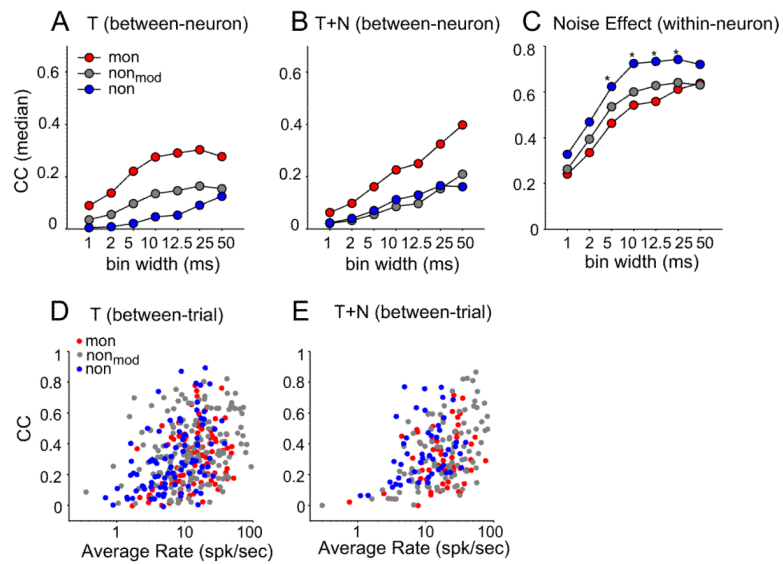 A T (between-neuron)
mon
non mod
non
CC (median)
0.6
0.4
0.2
0
1 2 5 10 12.5 25 50
bin width (ms)
B T+N (between-neuron)
0.6
0.4
0.2
0
1 2 5 10 12.5 25 50
bin width (ms)
C Noise Effect (within-neuron)
0.8
0.6
0.4
0.2
0
* * * *
1 2 5 10 12.5 25 50
bin width (ms)
D T (between-trial)
mon
non mod
non
CC
1
0.8
0.6
0.4
0.2
0
1 10 100
Average Rate (spk/sec)
E T+N (between-trial)
1
0.8
0.6
0.4
0.2
0
1 10 100
Average Rate (spk/sec)